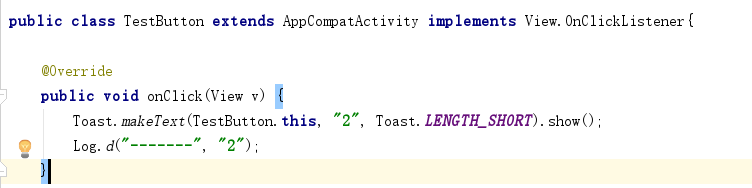 public class TestButton extends AppCompatActivity implements View.OnClickListener{
@Override
public void onClick(View v) {
Toast.makeText(TestButton.this, "2", Toast.LENGTH_SHORT).show();
Log.d("-------", "2");
}